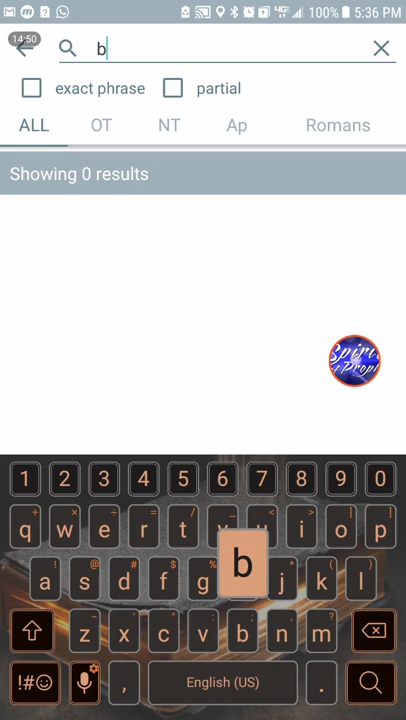 100% 5:36 PM
14:50
b
exact phrase partial
ALL OT NT Ap Romans
Showing 0 results
Spirit
1 2 3 4 5 6 7 8 9 0
q w e r t i o p
a s d f g b j k l
z x c v b n m
!#☺ , English (US) .